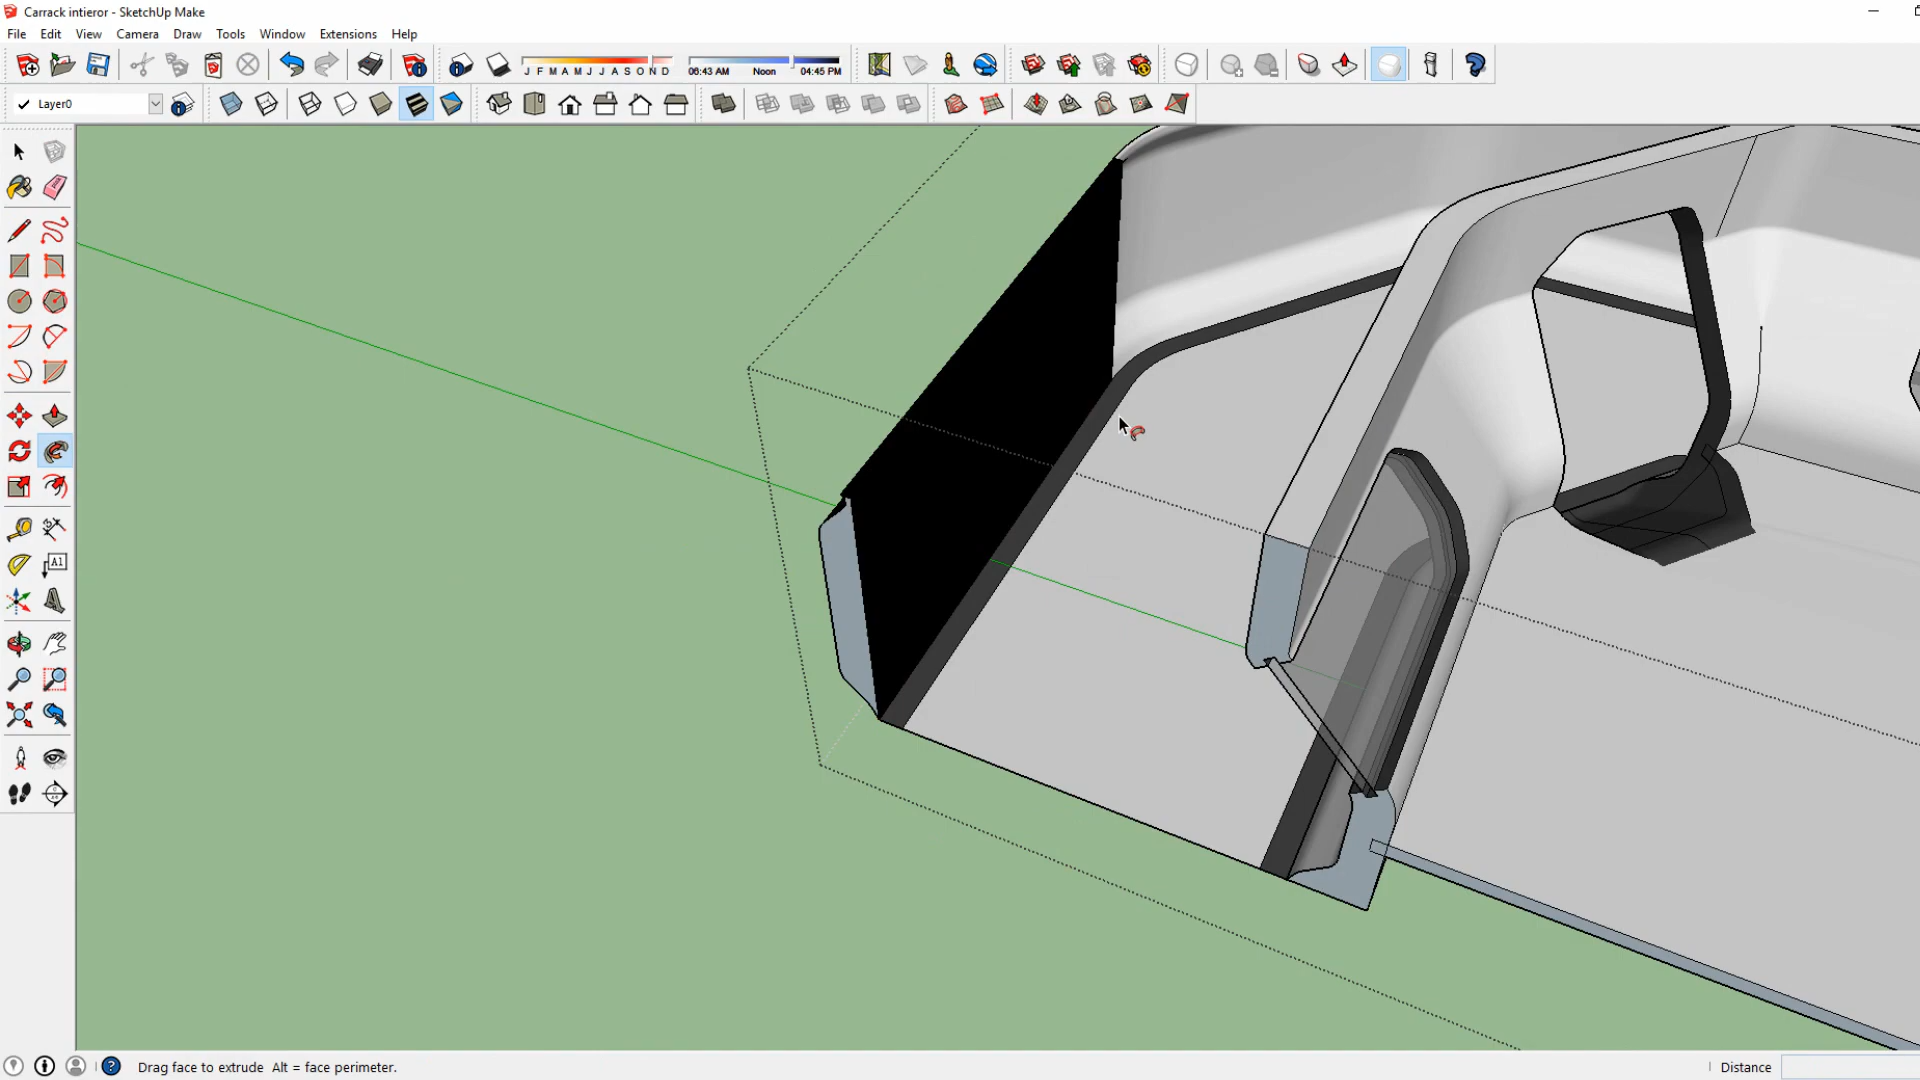 Carrack intieror - SketchUp Make
File Edit View Camera Draw Tools Window Extensions Help
J F M A M J J A S O N D 06:43 AM Noon 04:45 PM
Layer0
A1
Drag face to extrude Alt = face perimeter.
Distance